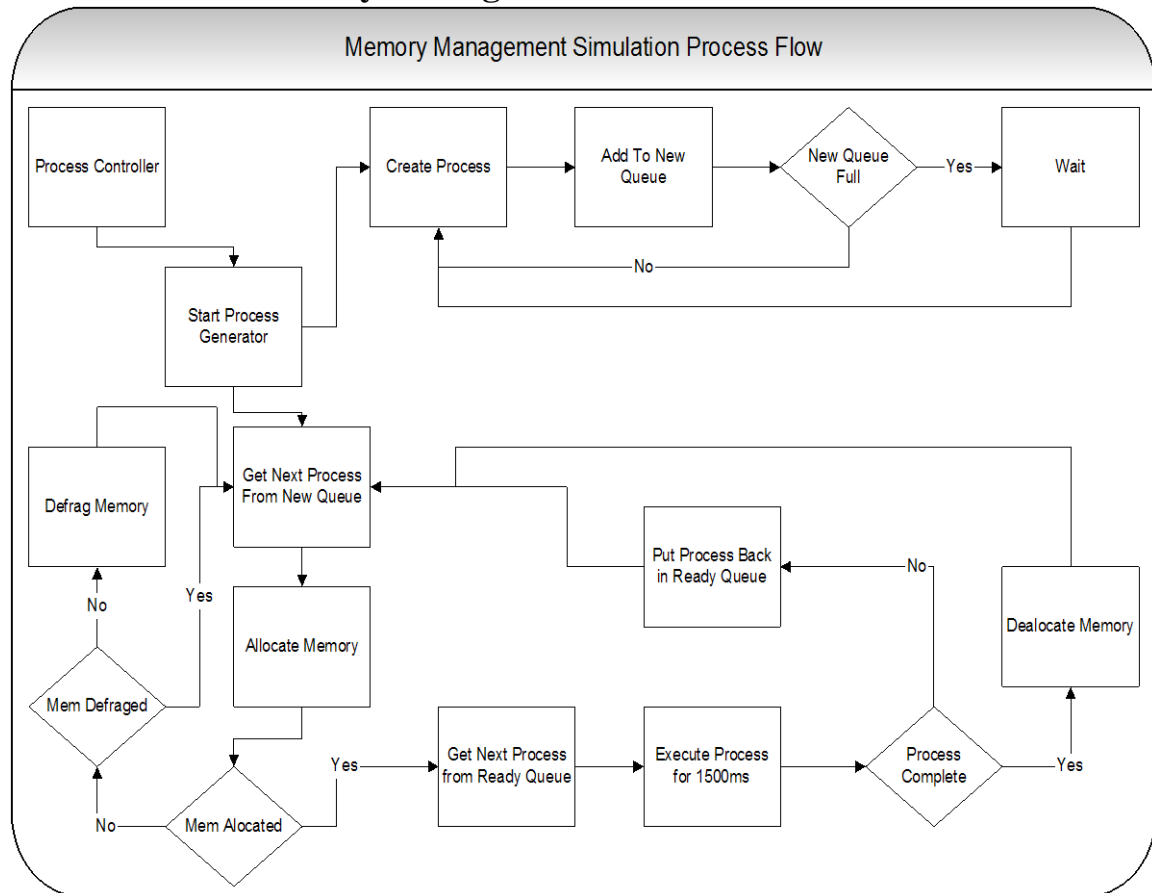 Memory Management Simulation Process Flow
Process Controller
Create Process
Add To New
Queue
New Queue
Full
Yes
Wait
No
Start Process
Generator
Get Next Process
From New Queue
Defrag Memory
Put Process Back
in Ready Queue
No
Dealocate Memory
No
Yes
Allocate Memory
Mem Defraged
Get Next Process
from Ready Queue
Execute Process
for 1500ms
Process
Complete
Yes
Yes
No
Mem Alocated